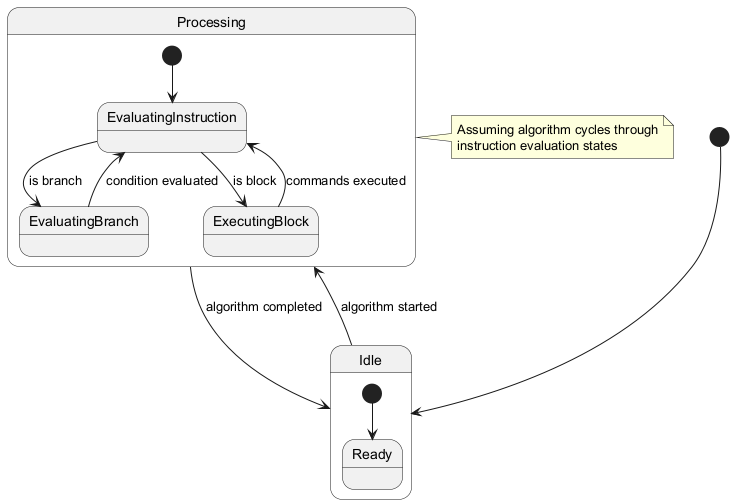 Processing
EvaluatingInstruction
Assuming algorithm cycles through
instruction evaluation states
is branch
condition evaluated
is block
commands executed
EvaluatingBranch
ExecutingBlock
algorithm completed
algorithm started
Idle
Ready